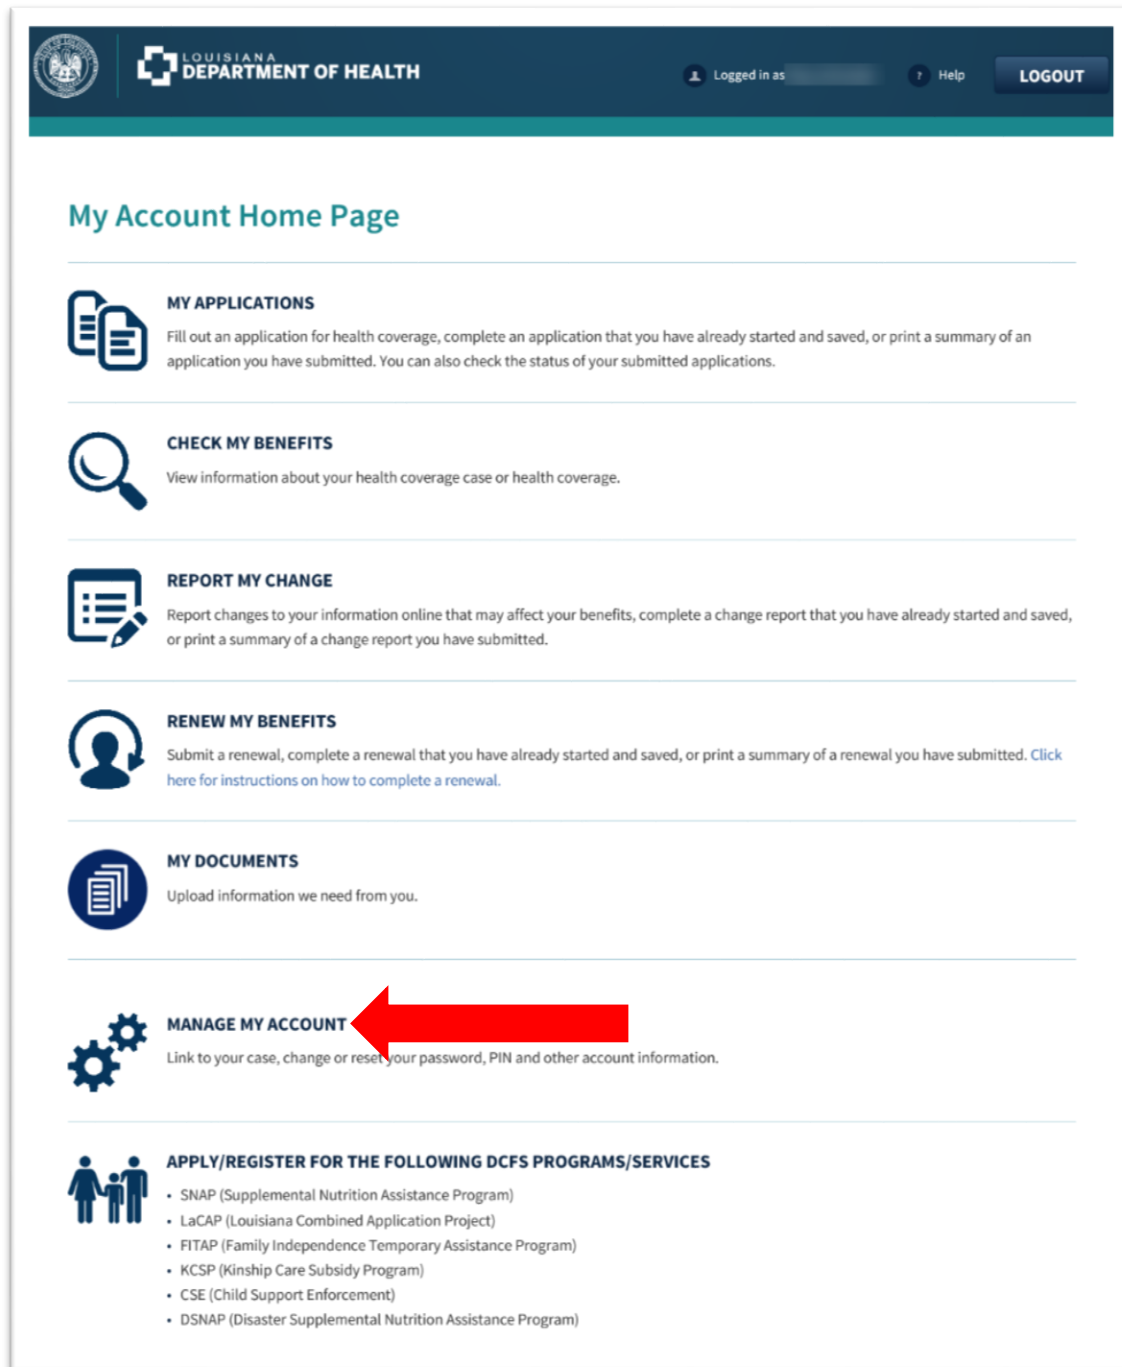 LOUISIANA
DEPARTMENT OF HEALTH
Logged in as
? Help
LOGOUT
My Account Home Page
MY APPLICATIONS
Fill out an application for health coverage, complete an application that you have already started and saved, or print a summary of an
application you have submitted. You can also check the status of your submitted applications.
CHECK MY BENEFITS
View information about your health coverage case or health coverage.
REPORT MY CHANGE
Report changes to your information online that may affect your benefits, complete a change report that you have already started and saved,
or print a summary of a change report you have submitted.
RENEW MY BENEFITS
Submit a renewal, complete a renewal that you have already started and saved, or print a summary of a renewal you have submitted. Click
here for instructions on how to complete a renewal.
MY DOCUMENTS
Upload information we need from you.
MANAGE MY ACCOUNT
Link to your case, change or reset your password, PIN and other account information.
APPLY/REGISTER FOR THE FOLLOWING DCFS PROGRAMS/SERVICES
• SNAP (Supplemental Nutrition Assistance Program)
• LaCAP (Louisiana Combined Application Project)
• FITAP (Family Independence Temporary Assistance Program)
• KCSP (Kinship Care Subsidy Program)
• CSE (Child Support Enforcement)
• DSNAP (Disaster Supplemental Nutrition Assistance Program)